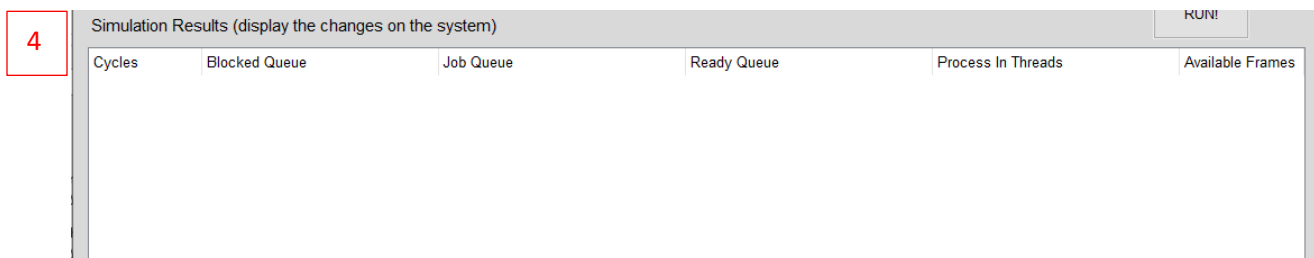 4
Simulation Results (display the changes on the system)
RUN!
Cycles Blocked Queue Job Queue Ready Queue Process In Threads Available Frames